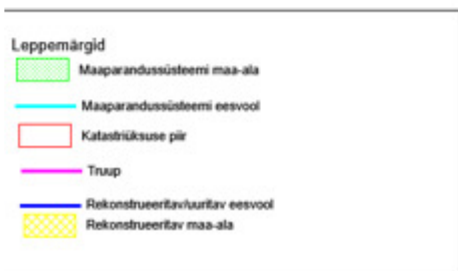 Leppemärgid
Maaparandussüsteemi maa-ala
Maaparandussüsteemi eesvool
Katastriüksuse piir
Truup
Rekonstrueeritav/uuritav eesvool
Rekonstrueeritav maa-ala